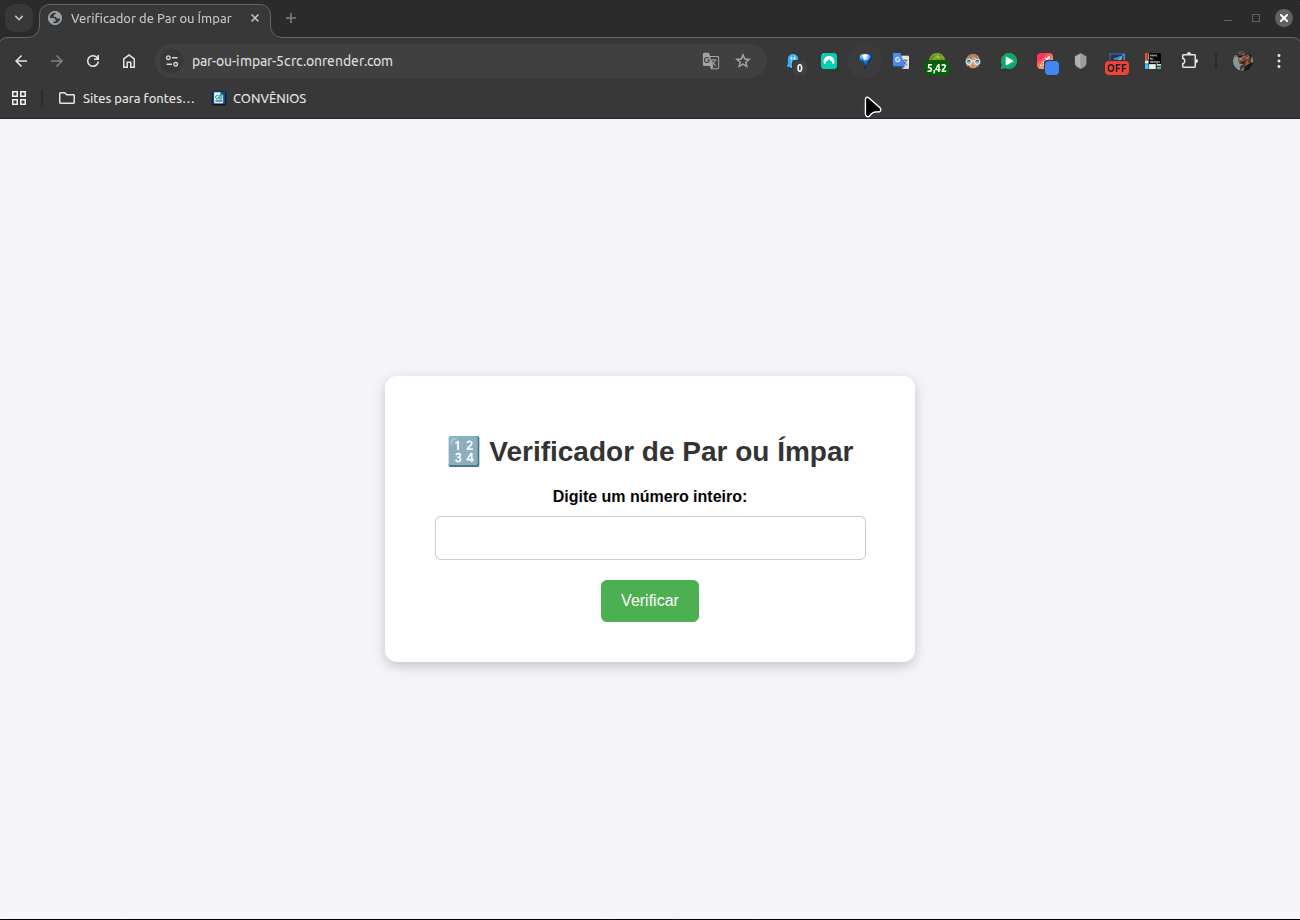 Verificador de Par ou Ímpar
par-ou-impar-5crc.onrender.com
0
5,42
OFF
Sites para fontes…
CONVÊNIOS
🔢 Verificador de Par ou Ímpar
Digite um número inteiro:
Verificar